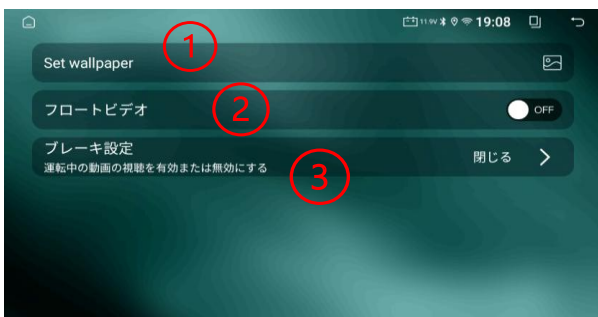 11.9V 19:08
① Set wallpaper
② フロートビデオ OFF
ブレーキ設定 閉じる
③ 運転中の動画の視聴を有効または無効にする